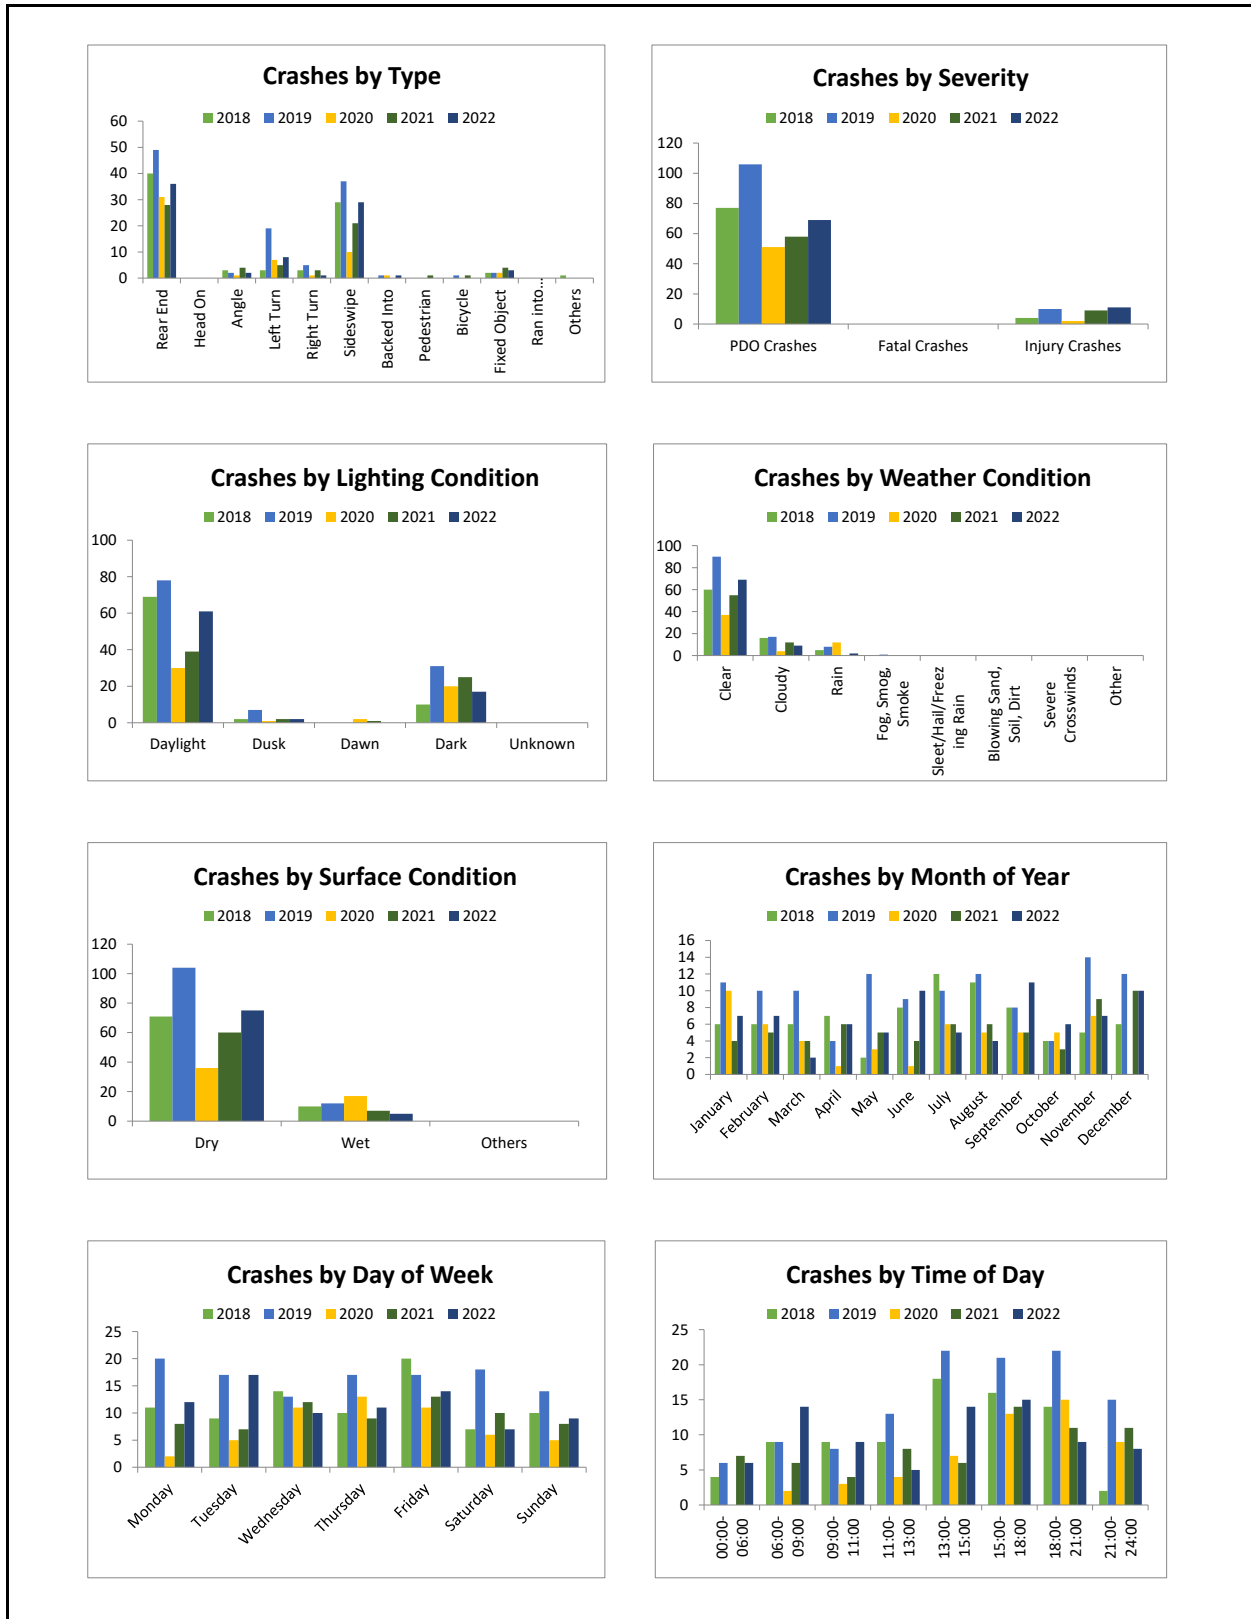 Crashes by Type
2018 2019 2020 2021 2022
60
50
40
30
20
10
0
Rear End
Head On
Angle
Left Turn
Right Turn
Sideswipe
Backed Into
Pedestrian
Bicycle
Fixed Object
Ran into...
Others
Crashes by Severity
2018 2019 2020 2021 2022
120
100
80
60
40
20
0
PDO Crashes Fatal Crashes Injury Crashes
Crashes by Lighting Condition
2018 2019 2020 2021 2022
100
80
60
40
20
0
Daylight Dusk Dawn Dark Unknown
Crashes by Weather Condition
2018 2019 2020 2021 2022
100
80
60
40
20
0
Clear
Cloudy
Rain
Fog, Smog,
Smoke
Sleet/Hail/Freez
ing Rain
Blowing Sand,
Soil, Dirt
Severe
Crosswinds
Other
Crashes by Surface Condition
2018 2019 2020 2021 2022
120
100
80
60
40
20
0
Dry Wet Others
Crashes by Month of Year
2018 2019 2020 2021 2022
16
14
12
10
8
6
4
2
0
January
February
March
April
May
June
July
August
September
October
November
December
Crashes by Day of Week
2018 2019 2020 2021 2022
25
20
15
10
5
0
Monday
Tuesday
Wednesday
Thursday
Friday
Saturday
Sunday
Crashes by Time of Day
2018 2019 2020 2021 2022
25
20
15
10
5
0
00:00-
06:00
06:00-
09:00
09:00-
11:00
11:00-
13:00
13:00-
15:00
15:00-
18:00
18:00-
21:00
21:00-
24:00